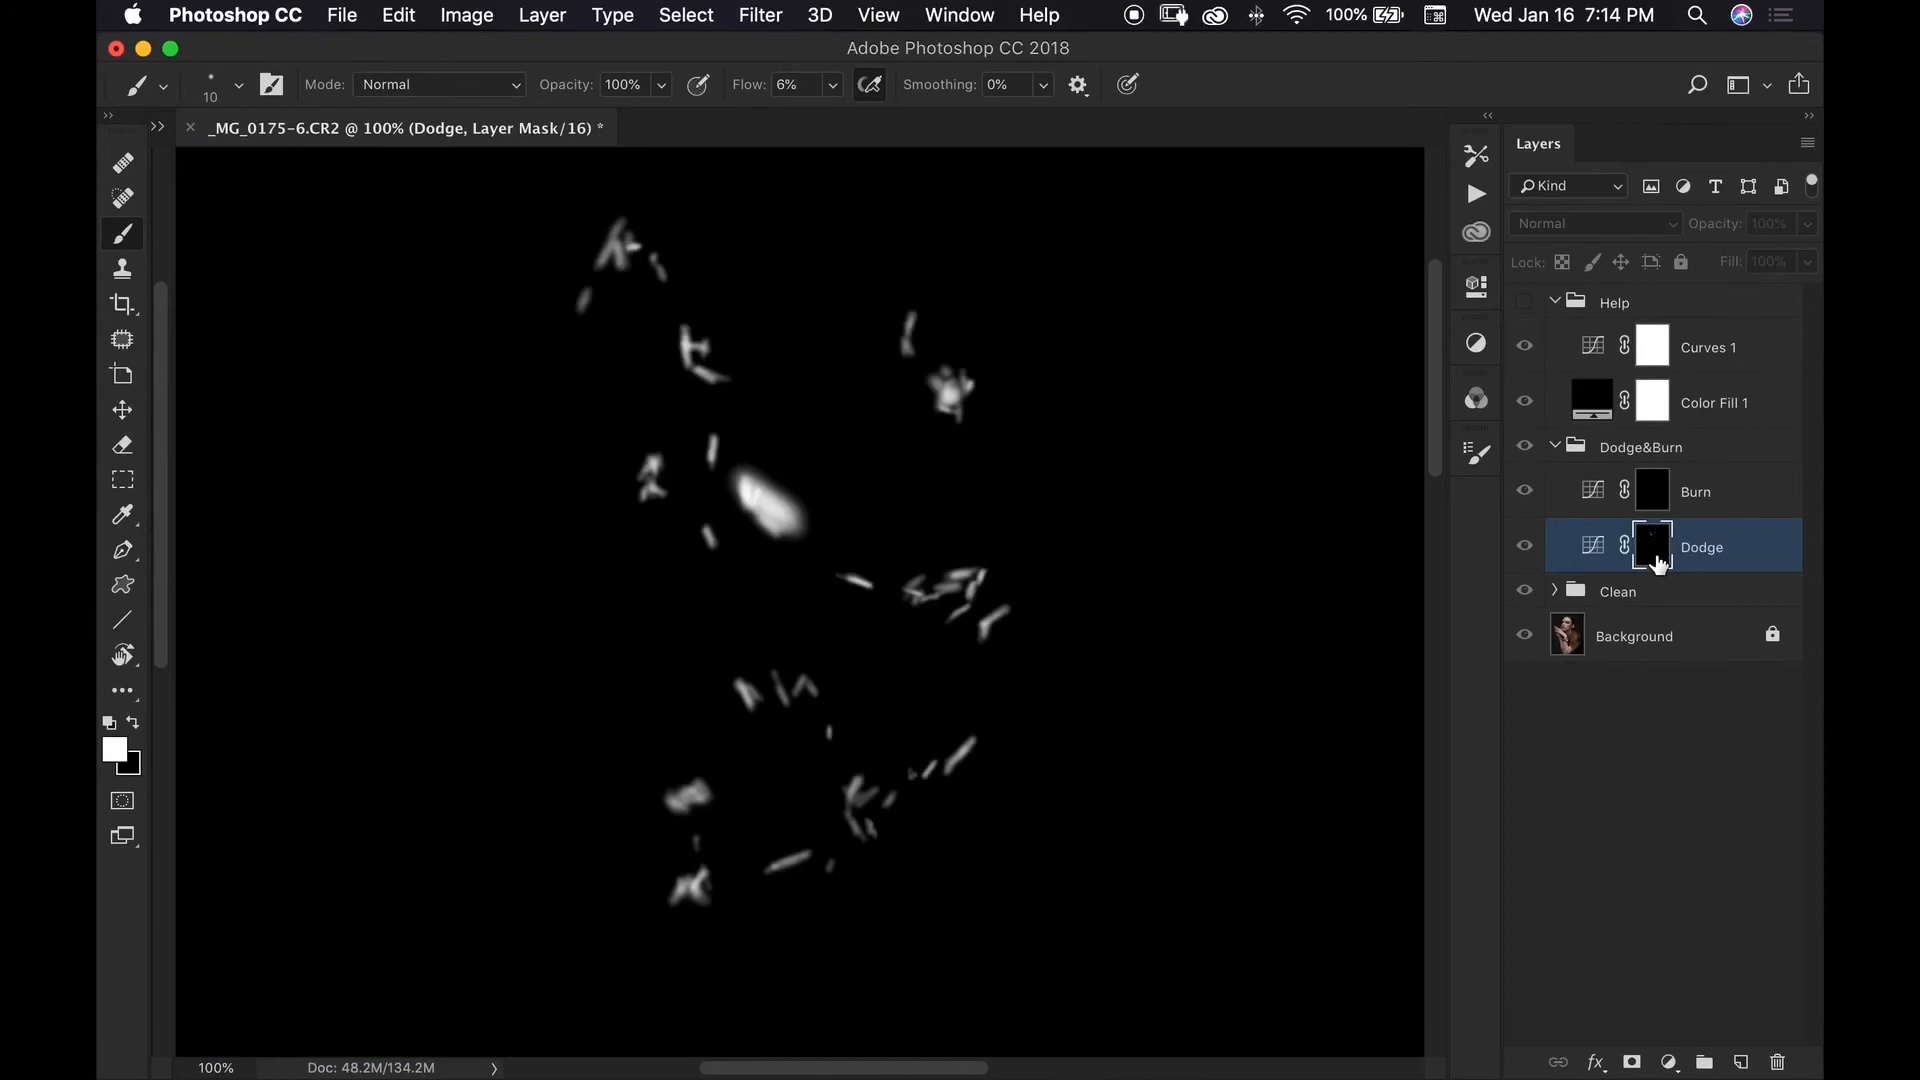 Photoshop CC File Edit Image Layer Type Select Filter 3D View Window Help 100% Wed Jan 16 7:14 PM
Adobe Photoshop CC 2018
10 Mode: Normal Opacity: 100% Flow: 6% Smoothing: 0%
_MG_0175-6.CR2 @ 100% (Dodge, Layer Mask/16) *
Layers
Kind
Normal Opacity: 100%
Lock: Fill: 100%
Help
Curves 1
Color Fill 1
Dodge&Burn
Burn
Dodge
Clean
Background
100% Doc: 48.2M/134.2M